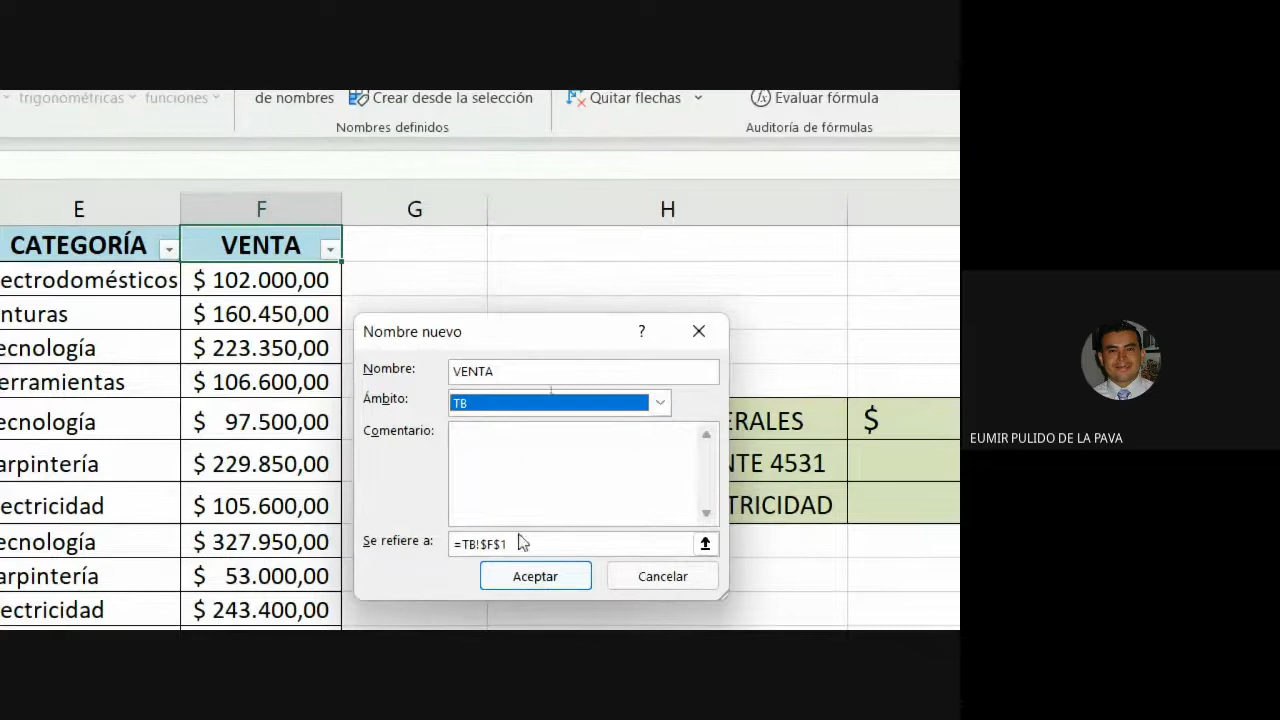 trigonométricas funciones
de nombres Crear desde la selección
Quitar flechas
Evaluar fórmula
Nombres definidos
Auditoría de fórmulas
E F G H
CATEGORÍA VENTA
ectrodomésticos $ 102.000,00
nturas $ 160.450,00
ecnología $ 223.350,00
erramientas $ 106.600,00
ecnología $ 97.500,00
arpintería $ 229.850,00
ectricidad $ 105.600,00
ecnología $ 327.950,00
arpintería $ 53.000,00
ectricidad $ 243.400,00
Nombre nuevo ? 
Nombre: VENTA
Ámbito: TB
Comentario:
Se refiere a: =TB!$F$1
Aceptar Cancelar
ERALES $
NTE 4531
TRICIDAD
EUMIR PULIDO DE LA PAVA